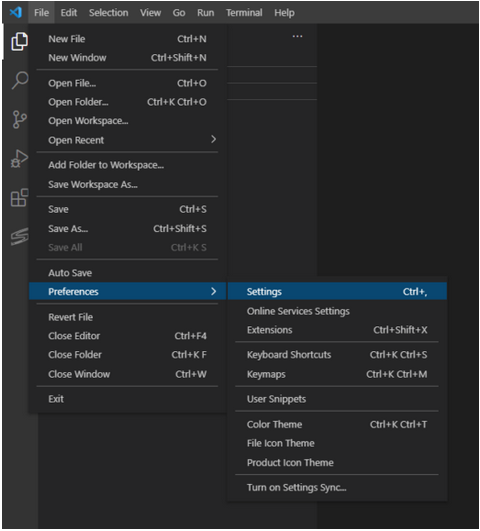 File Edit Selection View Go Run Terminal Help
New File Ctrl+N
New Window Ctrl+Shift+N
Open File... Ctrl+O
Open Folder... Ctrl+K Ctrl+O
Open Workspace...
Open Recent
Add Folder to Workspace...
Save Workspace As...
Save Ctrl+S
Save As... Ctrl+Shift+S
Save All Ctrl+K S
Auto Save
Preferences
Revert File
Close Editor Ctrl+F4
Close Folder Ctrl+K F
Close Window Ctrl+W
Exit
Settings Ctrl+,
Online Services Settings
Extensions Ctrl+Shift+X
Keyboard Shortcuts Ctrl+K Ctrl+S
Keymaps Ctrl+K Ctrl+M
User Snippets
Color Theme Ctrl+K Ctrl+T
File Icon Theme
Product Icon Theme
Turn on Settings Sync...